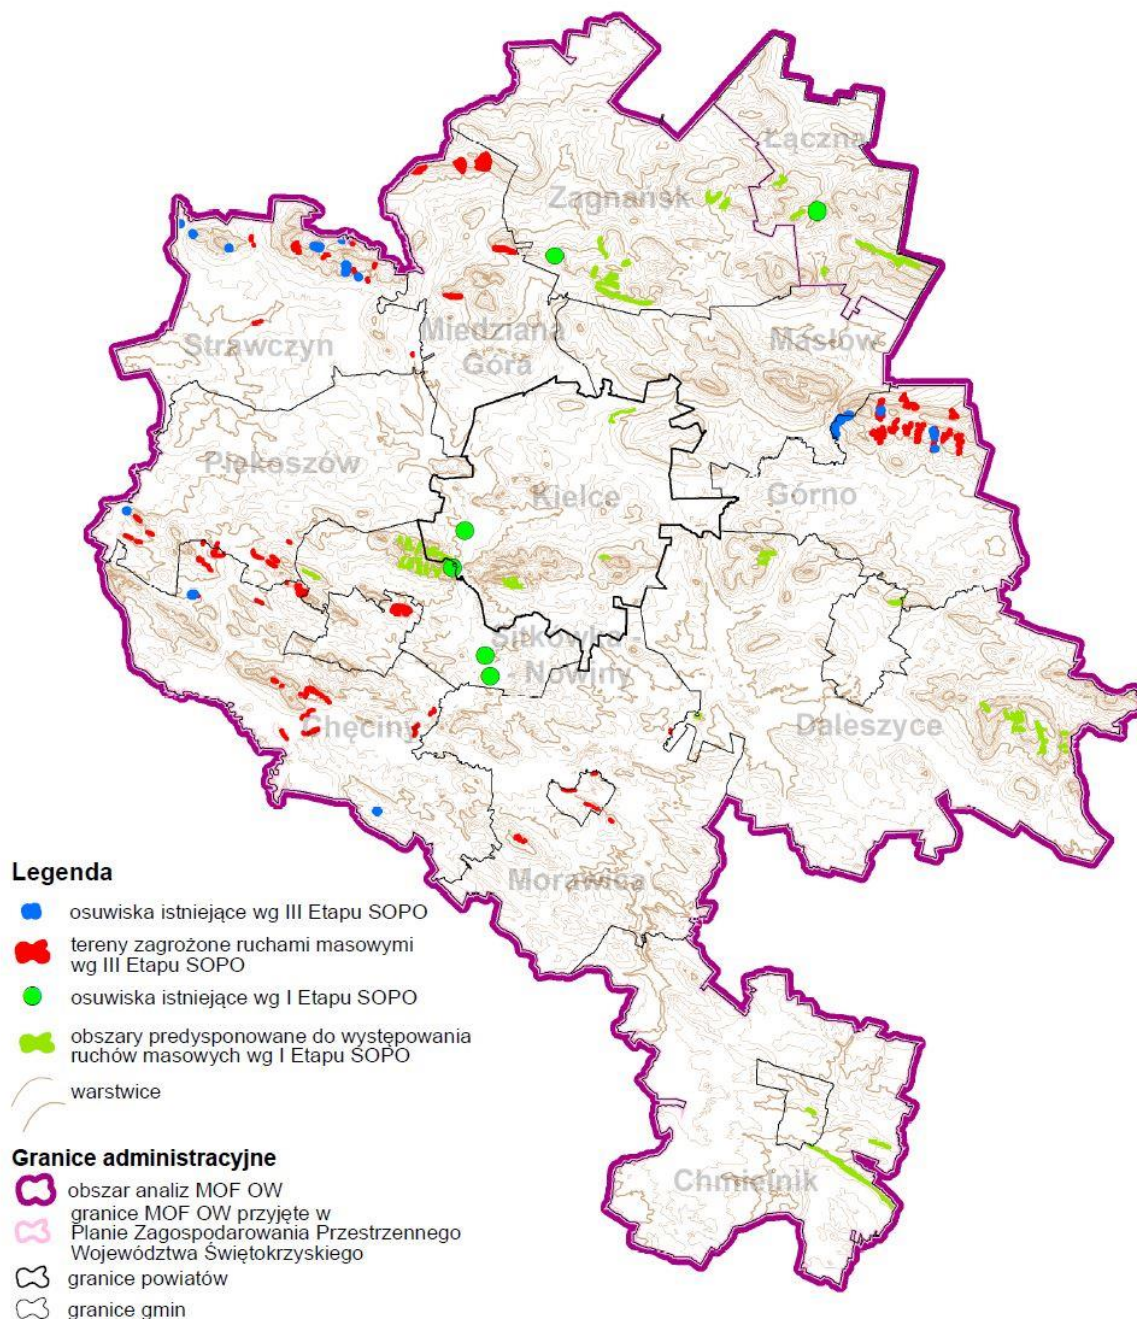 Łączna
Zagnańsk
Strawczyn
Miedziana
Góra
Masłów
Piekoszów
Kielce
Górno
Sitkówka -
- Nowiny
Chęciny
Daleszyce
Morawica
Chmielnik
Legenda
osuwiska istniejące wg III Etapu SOPO
tereny zagrożone ruchami masowymi
wg III Etapu SOPO
osuwiska istniejące wg I Etapu SOPO
obszary predysponowane do występowania
ruchów masowych wg I Etapu SOPO
warstwice
Granice administracyjne
obszar analiz MOF OW
granice MOF OW przyjęte w
Planie Zagospodarowania Przestrzennego
Województwa Świętokrzyskiego
granice powiatów
granice gmin